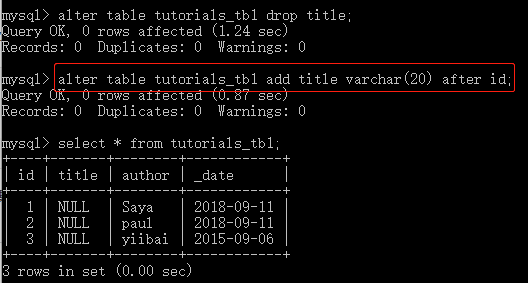 mysql> alter table tutorials_tbl drop title;
Query OK, 0 rows affected (1.24 sec)
Records: 0  Duplicates: 0  Warnings: 0

mysql> alter table tutorials_tbl add title varchar(20) after id;
Query OK, 0 rows affected (0.87 sec)
Records: 0  Duplicates: 0  Warnings: 0

mysql> select * from tutorials_tbl;
+----+-------+--------+------------+
| id | title | author | _date      |
+----+-------+--------+------------+
|  1 | NULL  | Saya   | 2018-09-11 |
|  2 | NULL  | paul   | 2018-09-11 |
|  3 | NULL  | yiibai | 2015-09-06 |
+----+-------+--------+------------+
3 rows in set (0.00 sec)